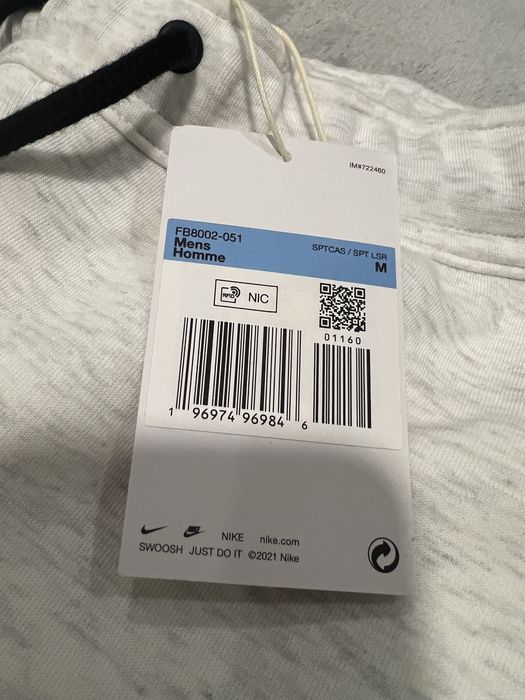 IM#722460
FB8002-051
Mens
Homme
SPTCAS / SPT LSR
M
RFID
NIC
01160
1 96974 96984 6
NIKE nike.com
SWOOSH JUST DO IT ©2021 Nike